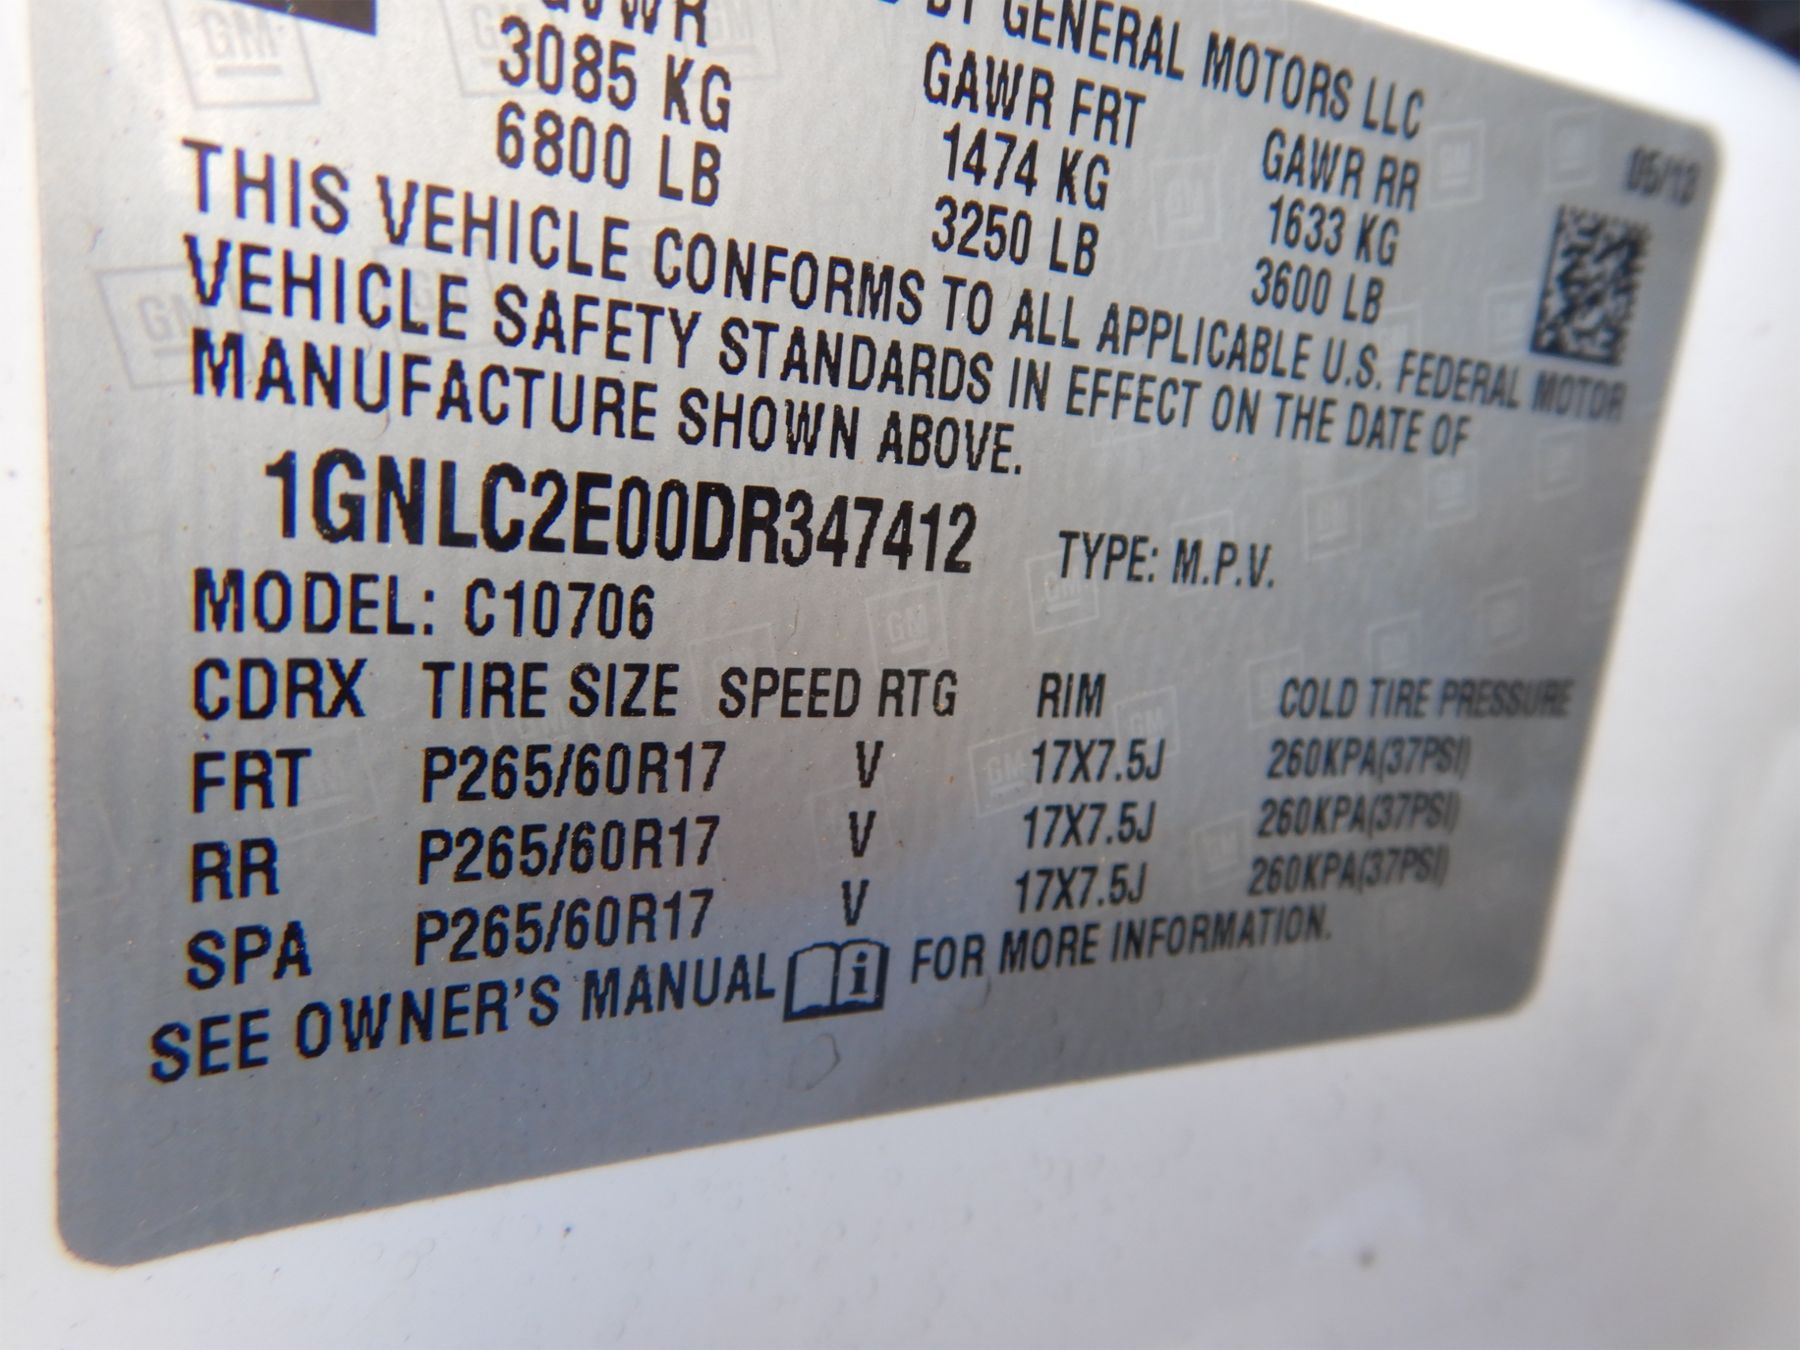 BY GENERAL MOTORS LLC
05/13
GVWR GAWR FRT GAWR RR
3085 KG 1474 KG 1633 KG
6800 LB 3250 LB 3600 LB
THIS VEHICLE CONFORMS TO ALL APPLICABLE U.S. FEDERAL MOTOR
VEHICLE SAFETY STANDARDS IN EFFECT ON THE DATE OF
MANUFACTURE SHOWN ABOVE.
1GNLC2E00DR347412 TYPE: M.P.V.
MODEL: C10706
CDRX TIRE SIZE SPEED RTG RIM COLD TIRE PRESSURE
FRT P265/60R17 V 17X7.5J 260KPA(37PSI)
RR P265/60R17 V 17X7.5J 260KPA(37PSI)
SPA P265/60R17 V 17X7.5J 260KPA(37PSI)
SEE OWNER'S MANUAL i FOR MORE INFORMATION.